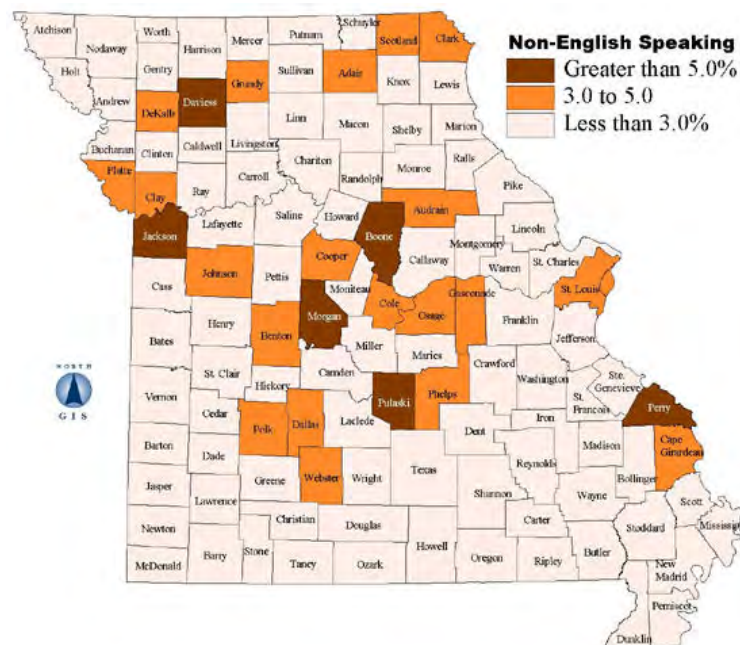 Atchison
Nodaway
Worth
Harrison
Mercer
Putnam
Schuyler
Scotland
Clark
Holt
Gentry
Sullivan
Adair
Knox
Lewis
Andrew
DeKalb
Daviess
Grundy
Linn
Macon
Shelby
Marion
Buchanan
Clinton
Caldwell
Livingston
Chariton
Randolph
Monroe
Ralls
Platte
Clay
Ray
Carroll
Pike
Jackson
Lafayette
Saline
Howard
Boone
Audrain
Callaway
Montgomery
Lincoln
Warren
St. Charles
St. Louis
Cass
Johnson
Pettis
Cooper
Moniteau
Cole
Osage
Gasconade
Franklin
Jefferson
Bates
Henry
Benton
Morgan
Miller
Maries
Crawford
Washington
Ste.
Genevieve
Vernon
St. Clair
Hickory
Camden
Pulaski
Phelps
St.
Francois
Perry
Cedar
Polk
Dallas
Laclede
Dent
Iron
Madison
Cape
Girardeau
Barton
Dade
Greene
Webster
Wright
Texas
Reynolds
Bollinger
Jasper
Lawrence
Shannon
Wayne
Scott
Newton
Christian
Douglas
Carter
Stoddard
McDonald
Barry
Stone
Taney
Ozark
Howell
Oregon
Ripley
Butler
New
Madrid
Pemiscot
Dunklin
Non-English Speaking
Greater than 5.0%
3.0 to 5.0
Less than 3.0%
NORTH
GIS